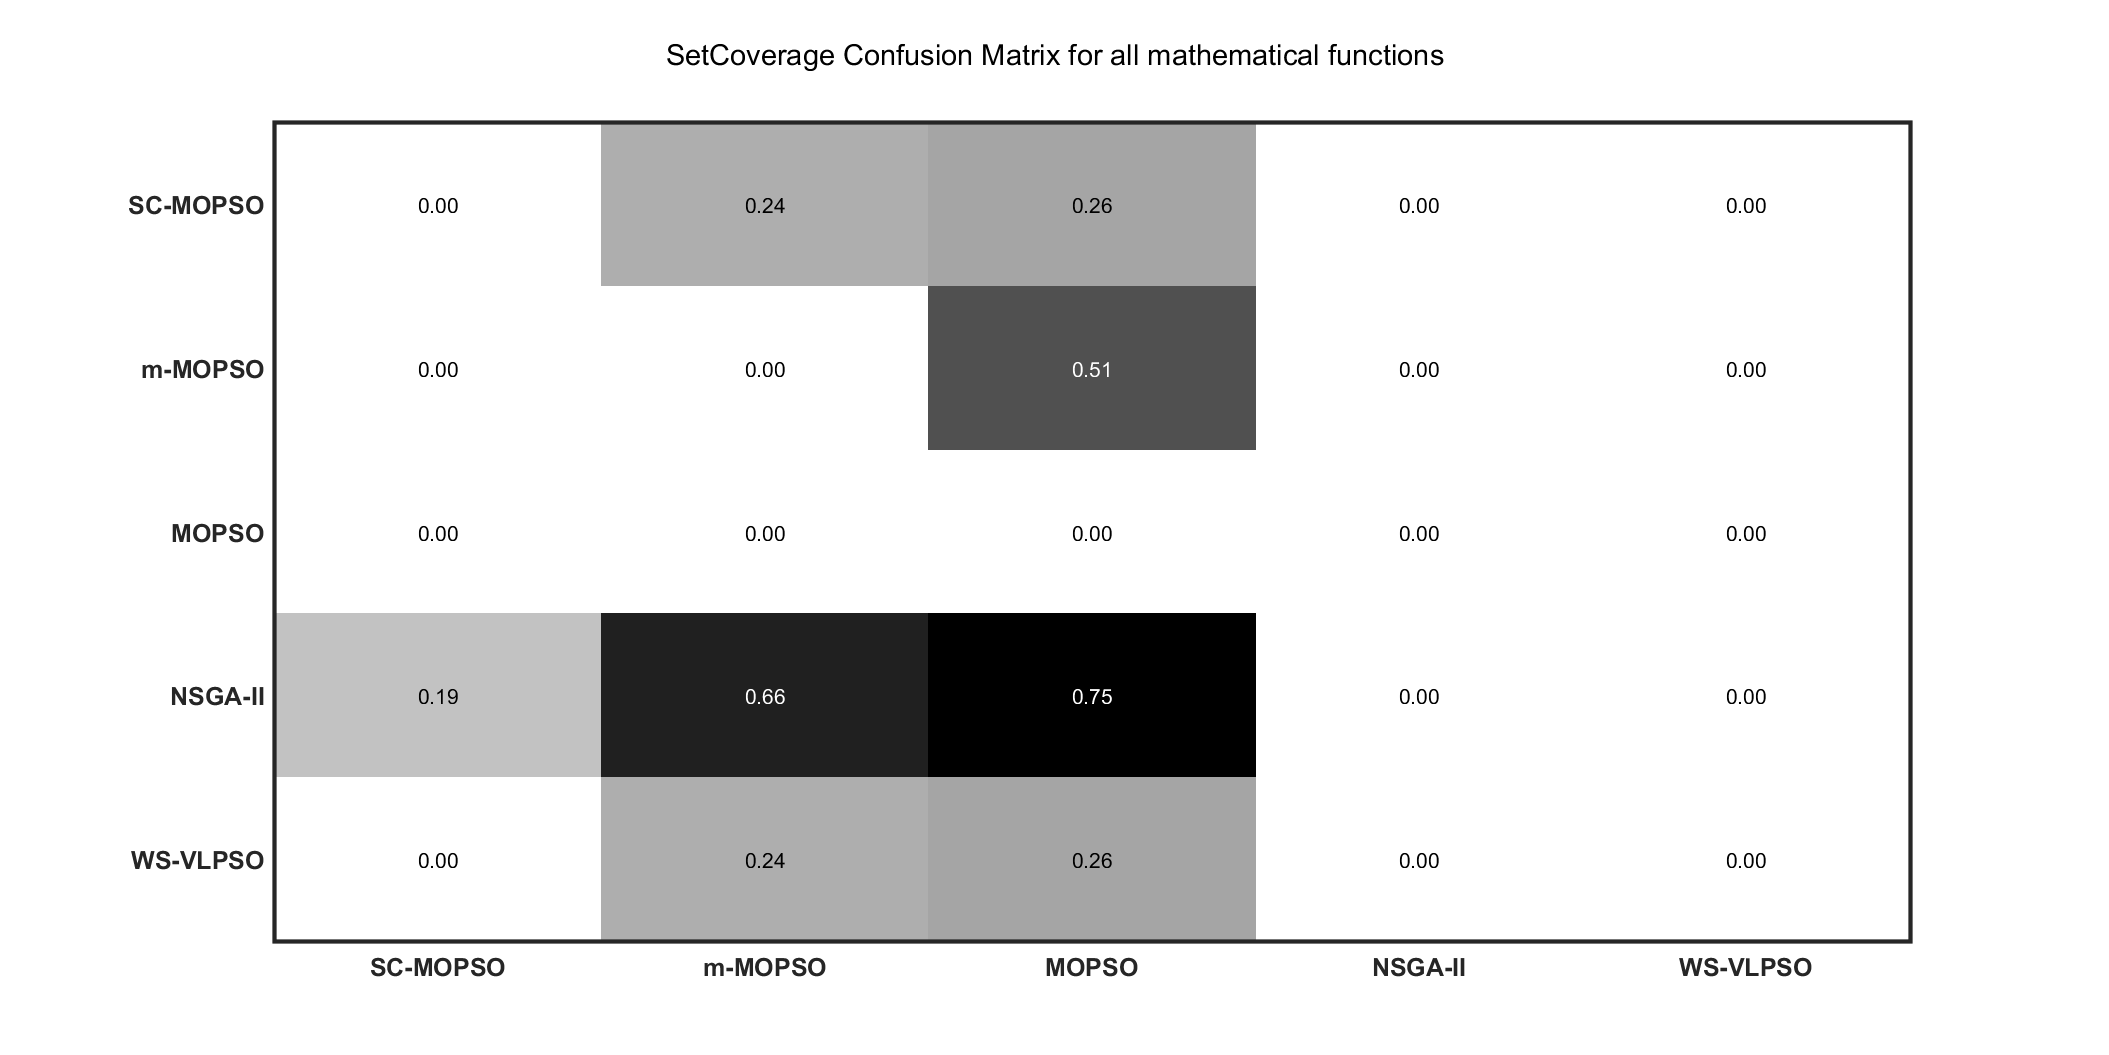 SetCoverage Confusion Matrix for all mathematical functions
SC-MOPSO 0.00 0.24 0.26 0.00 0.00
m-MOPSO 0.00 0.00 0.51 0.00 0.00
MOPSO 0.00 0.00 0.00 0.00 0.00
NSGA-II 0.19 0.66 0.75 0.00 0.00
WS-VLPSO 0.00 0.24 0.26 0.00 0.00
SC-MOPSO m-MOPSO MOPSO NSGA-II WS-VLPSO